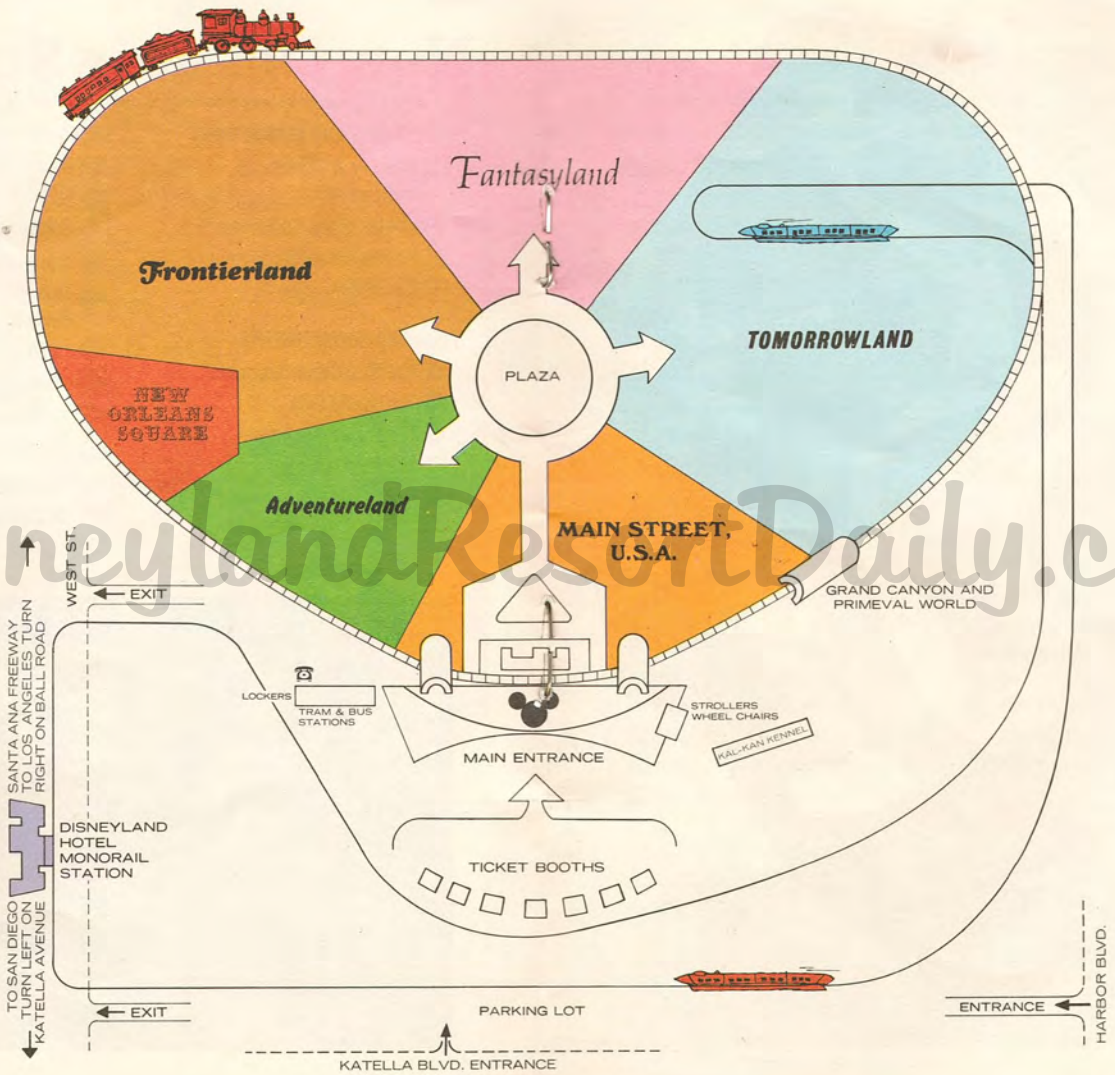 Fantasyland
Frontierland
TOMORROWLAND
PLAZA
NEW
ORLEANS
SQUARE
Adventureland
MAIN STREET,
U.S.A.
neylandResortDaily.c
GRAND CANYON AND
PRIMEVAL WORLD
WEST ST.
EXIT
SANTA ANA FREEWAY
TO LOS ANGELES TURN
RIGHT ON BALL ROAD
LOCKERS
TRAM & BUS
STATIONS
STROLLERS
WHEEL CHAIRS
KAL-KAN KENNEL
MAIN ENTRANCE
DISNEYLAND
HOTEL
MONORAIL
STATION
TICKET BOOTHS
TO SAN DIEGO
TURN LEFT ON
KATELLA AVENUE
EXIT
PARKING LOT
ENTRANCE
HARBOR BLVD.
KATELLA BLVD. ENTRANCE